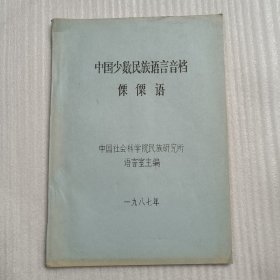 中国少数民族语言音档
傈僳语
中国社会科学院民族研究所
语言室主编
一九八七年